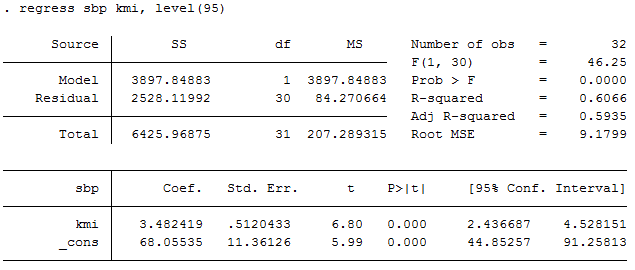 . regress sbp kmi, level(95)
Source SS df MS Number of obs = 32
F(1, 30) = 46.25
Model 3897.84883 1 3897.84883 Prob > F = 0.0000
Residual 2528.11992 30 84.270664 R-squared = 0.6066
Adj R-squared = 0.5935
Total 6425.96875 31 207.289315 Root MSE = 9.1799
sbp Coef. Std. Err. t P>|t| [95% Conf. Interval]
kmi 3.482419 .5120433 6.80 0.000 2.436687 4.528151
_cons 68.05535 11.36126 5.99 0.000 44.85257 91.25813